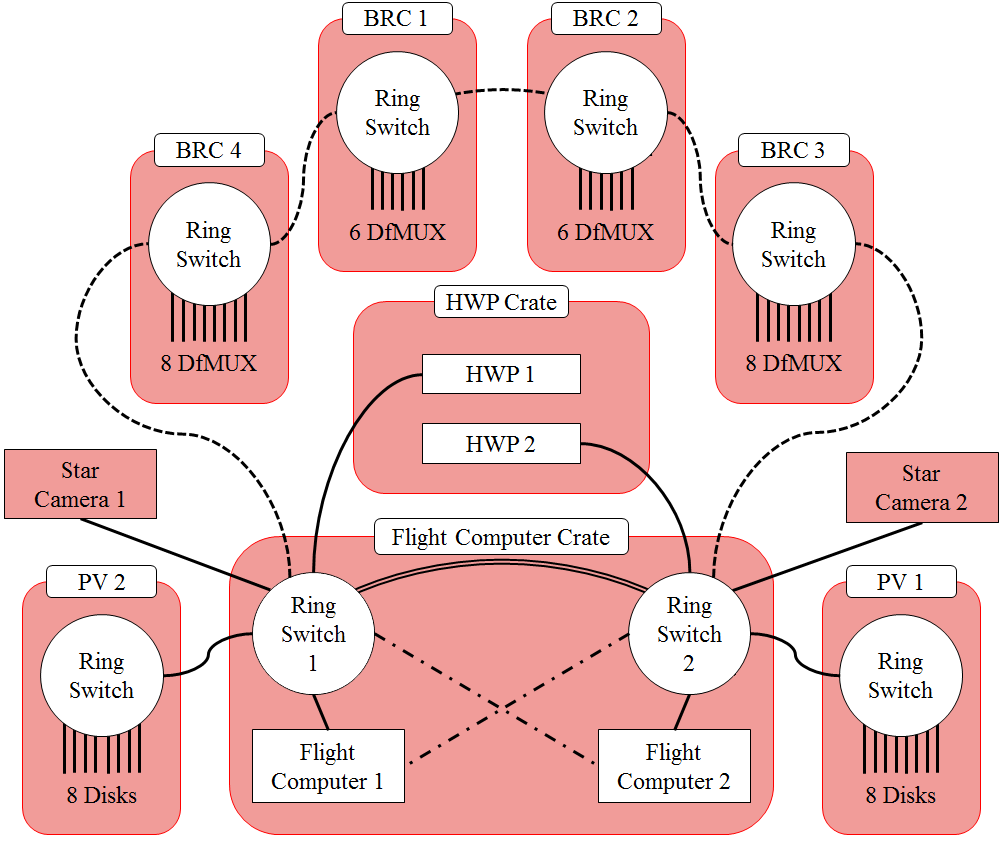 BRC 1
BRC 2
Ring
Switch
Ring
Switch
6 DfMUX
6 DfMUX
BRC 4
BRC 3
Ring
Switch
Ring
Switch
8 DfMUX
8 DfMUX
HWP Crate
HWP 1
HWP 2
Star
Camera 1
Star
Camera 2
Flight Computer Crate
PV 2
PV 1
Ring
Switch
1
Ring
Switch
2
Ring
Switch
Ring
Switch
Flight
Computer 1
Flight
Computer 2
8 Disks
8 Disks